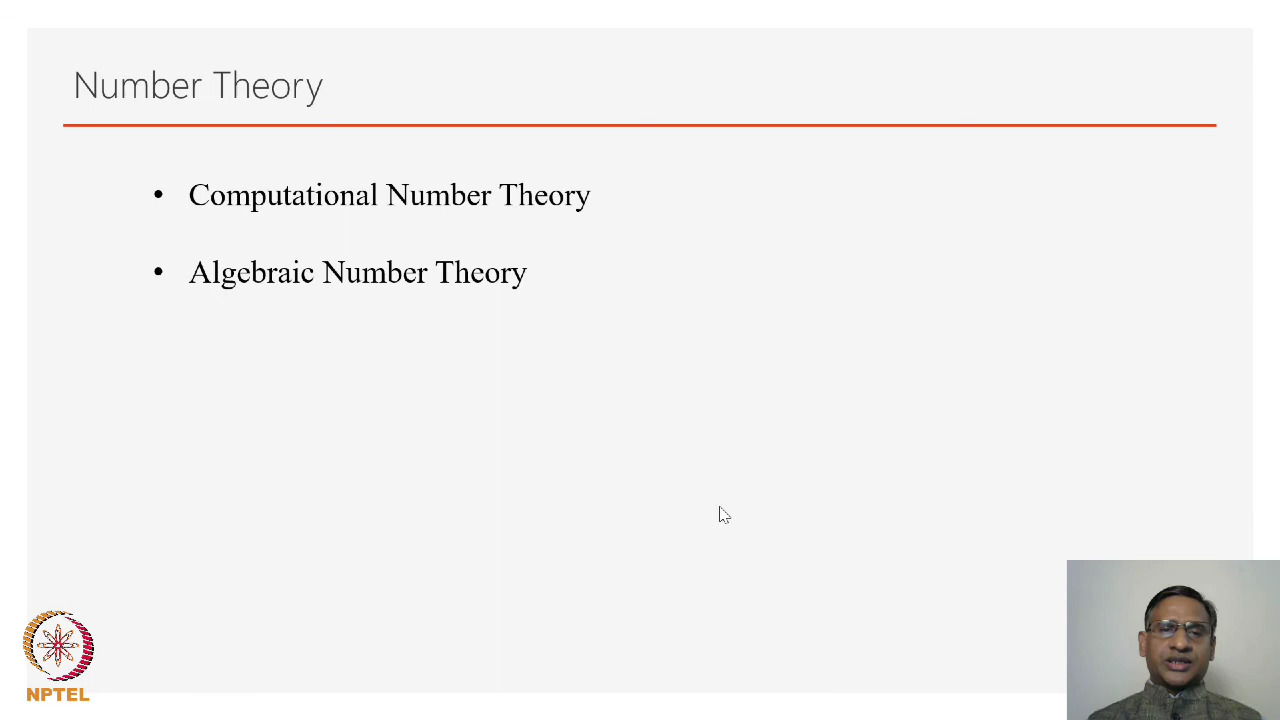 Number Theory
• Computational Number Theory
• Algebraic Number Theory
NPTEL